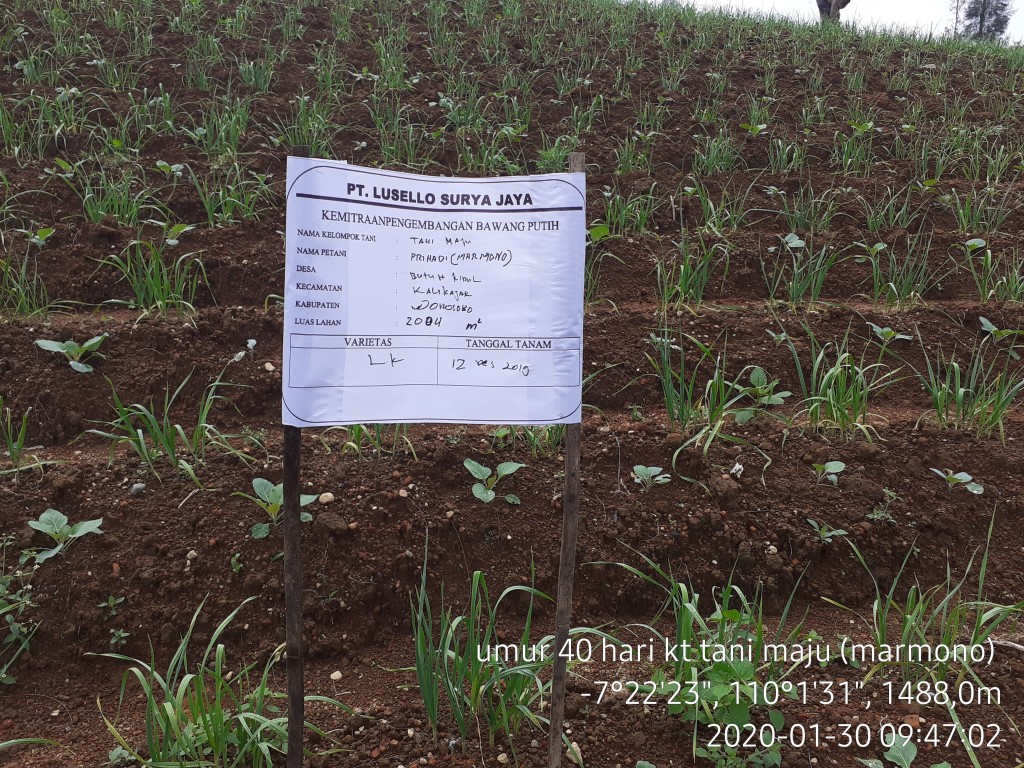 PT. LUSELLO SURYA JAYA
KEMITRAANPENGEMBANGAN BAWANG PUTIH
NAMA KELOMPOK TANI : TANI MAJU
NAMA PETANI : PRIHADI (MARMONO)
DESA : BUTUH KIDUL
KECAMATAN : KALIKAJAR
KABUPATEN : WONOSOBO
LUAS LAHAN : 2004 m²
VARIETAS TANGGAL TANAM
LK 12 Des 2019
umur 40 hari kt tani maju (marmono)
-7°22'23", 110°1'31", 1488,0m
2020-01-30 09:47:02